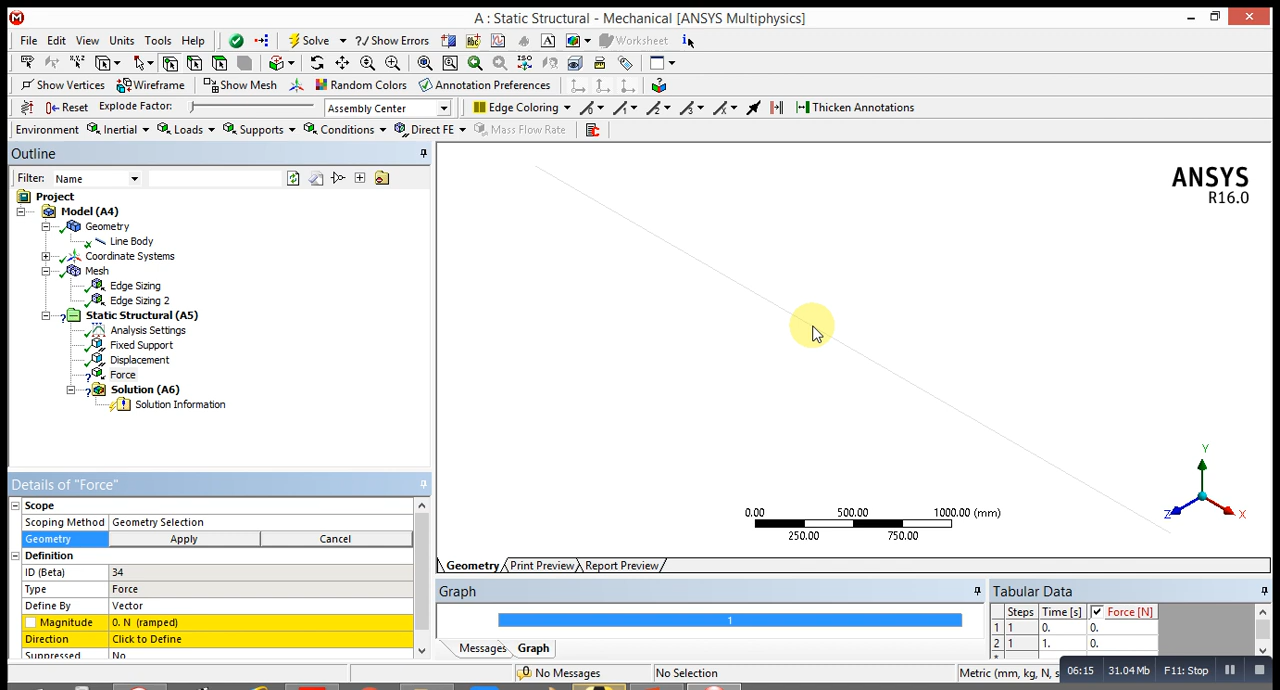 A : Static Structural - Mechanical [ANSYS Multiphysics]
File Edit View Units Tools Help Solve ?/ Show Errors Worksheet
Show Vertices Wireframe Show Mesh Random Colors Annotation Preferences
Reset Explode Factor: Assembly Center Edge Coloring Thicken Annotations
Environment Inertial Loads Supports Conditions Direct FE Mass Flow Rate
Outline
Filter: Name
Project
Model (A4)
Geometry
Line Body
Coordinate Systems
Mesh
Edge Sizing
Edge Sizing 2
Static Structural (A5)
Analysis Settings
Fixed Support
Displacement
Force
Solution (A6)
Solution Information
ANSYS
R16.0
Y
Z
X
0.00 500.00 1000.00 (mm)
250.00 750.00
Details of "Force"
Scope
Scoping Method Geometry Selection
Geometry Apply Cancel
Definition
ID (Beta) 34
Type Force
Define By Vector
Magnitude 0. N (ramped)
Direction Click to Define
Suppressed No
Geometry Print Preview Report Preview
Graph
1
Messages Graph
Tabular Data
Steps Time [s] Force [N]
1 1 0. 0.
2 1 1. 0.
*
No Messages No Selection Metric (mm, kg, N, s
06:15 31.04 Mb F11: Stop